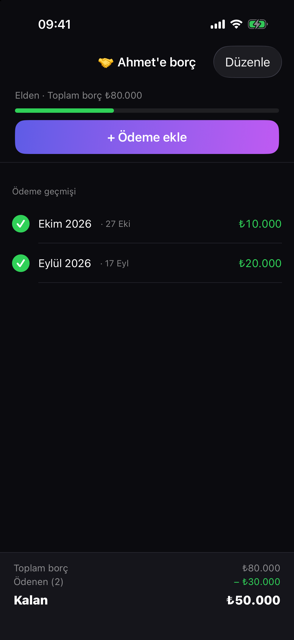 09:41
🤝 Ahmet'e borç
Düzenle
Elden · Toplam borç ₺80.000
+ Ödeme ekle
Ödeme geçmişi
Ekim 2026 · 27 Eki ₺10.000
Eylül 2026 · 17 Eyl ₺20.000
Toplam borç ₺80.000
Ödenen (2) − ₺30.000
Kalan ₺50.000